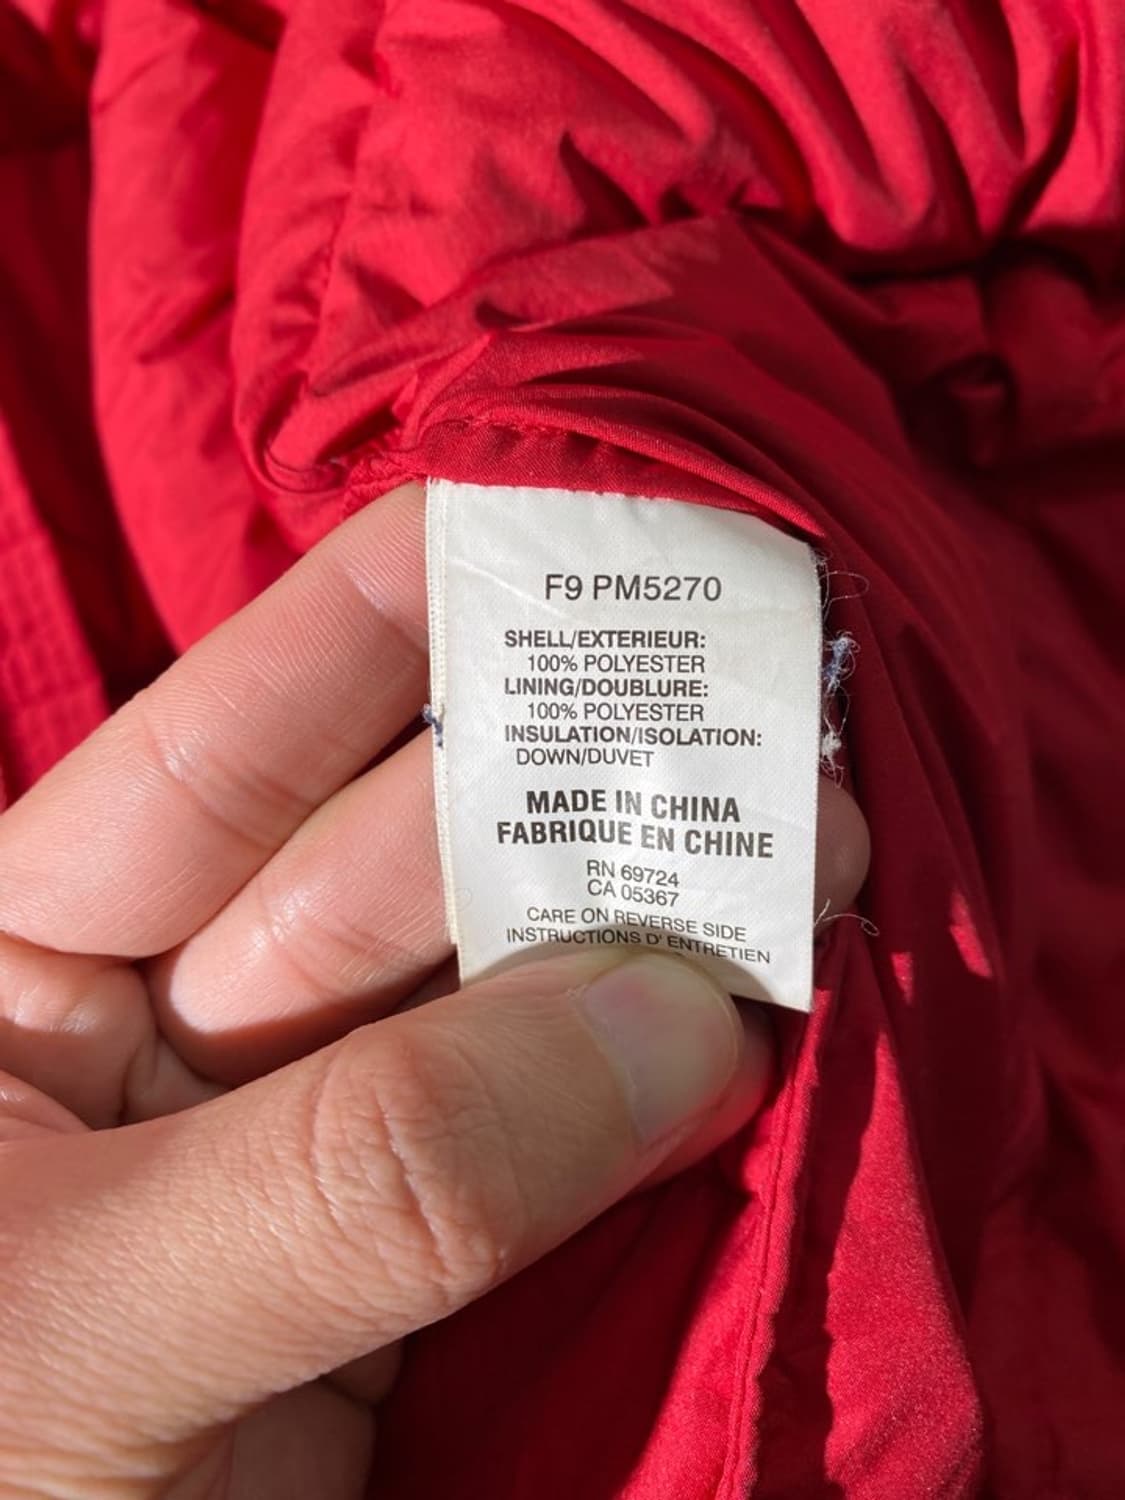 F9 PM5270
SHELL/EXTERIEUR:
100% POLYESTER
LINING/DOUBLURE:
100% POLYESTER
INSULATION/ISOLATION:
DOWN/DUVET
MADE IN CHINA
FABRIQUE EN CHINE
RN 69724
CA 05367
CARE ON REVERSE SIDE
INSTRUCTIONS D' ENTRETIEN